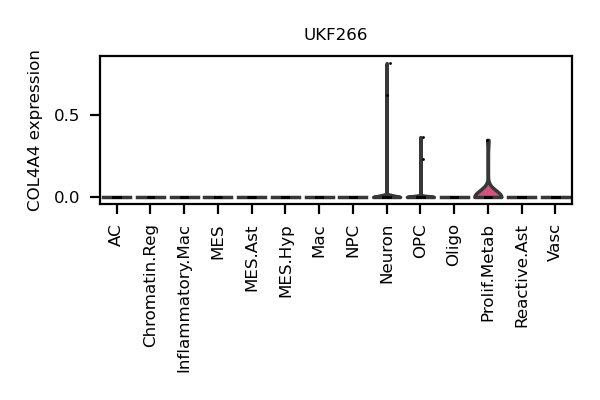 UKF266
COL4A4 expression
0.5
0.0
AC
Chromatin.Reg
Inflammatory.Mac
MES
MES.Ast
MES.Hyp
Mac
NPC
Neuron
OPC
Oligo
Prolif.Metab
Reactive.Ast
Vasc